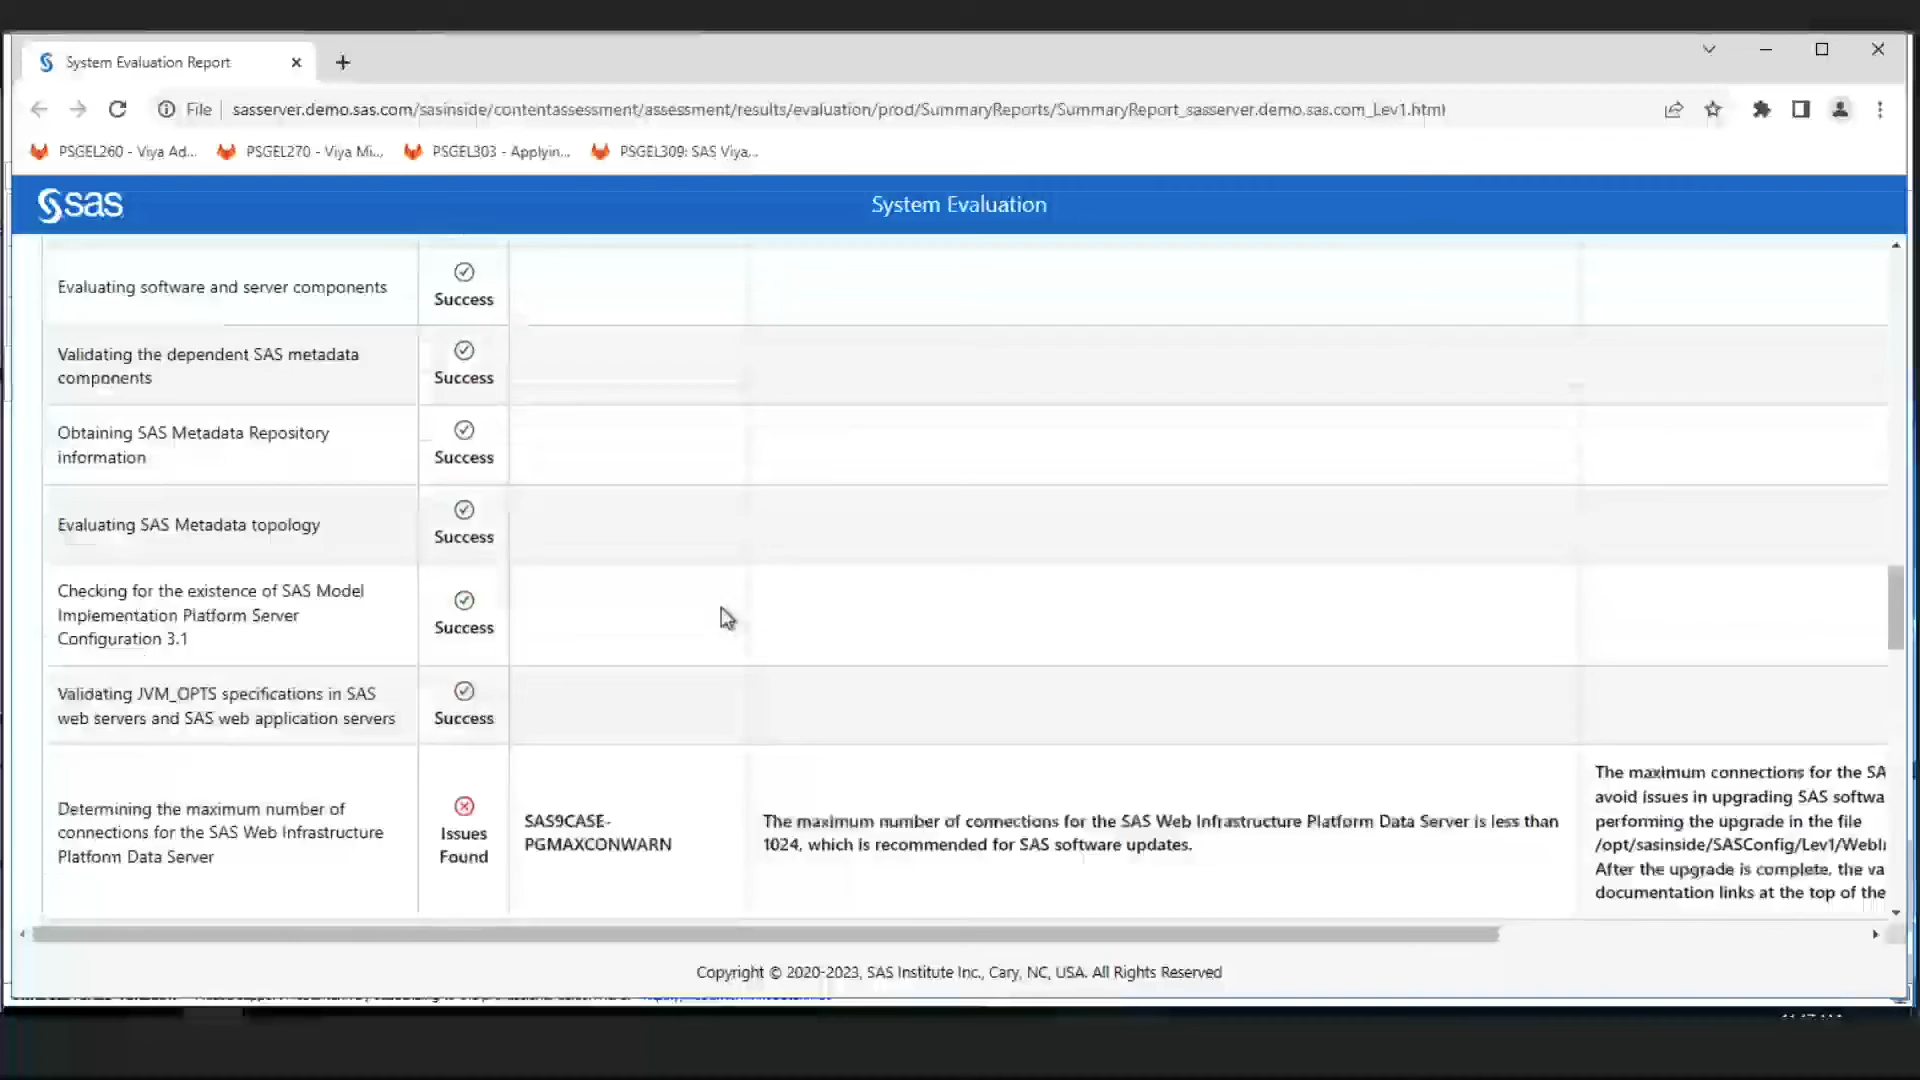 System Evaluation Report
File
sasserver.demo.sas.com/sasinside/contentassessment/assessment/results/evaluation/prod/SummaryReports/SummaryReport_sasserver.demo.sas.com_Lev1.html
PSGEL260 - Viya Ad...
PSGEL270 - Viya Mi...
PSGEL303 - Applyin...
PSGEL309: SAS Viya...
sas
System Evaluation
Evaluating software and server components
Success
Validating the dependent SAS metadata
components
Success
Obtaining SAS Metadata Repository
information
Success
Evaluating SAS Metadata topology
Success
Checking for the existence of SAS Model
Implementation Platform Server
Configuration 3.1
Success
Validating JVM_OPTS specifications in SAS
web servers and SAS web application servers
Success
Determining the maximum number of
connections for the SAS Web Infrastructure
Platform Data Server
Issues
Found
SAS9CASE-
PGMAXCONWARN
The maximum number of connections for the SAS Web Infrastructure Platform Data Server is less than
1024, which is recommended for SAS software updates.
The maximum connections for the SA
avoid issues in upgrading SAS softwa
performing the upgrade in the file
/opt/sasinside/SASConfig/Lev1/WebI
After the upgrade is complete, the va
documentation links at the top of the
Copyright © 2020-2023, SAS Institute Inc., Cary, NC, USA. All Rights Reserved